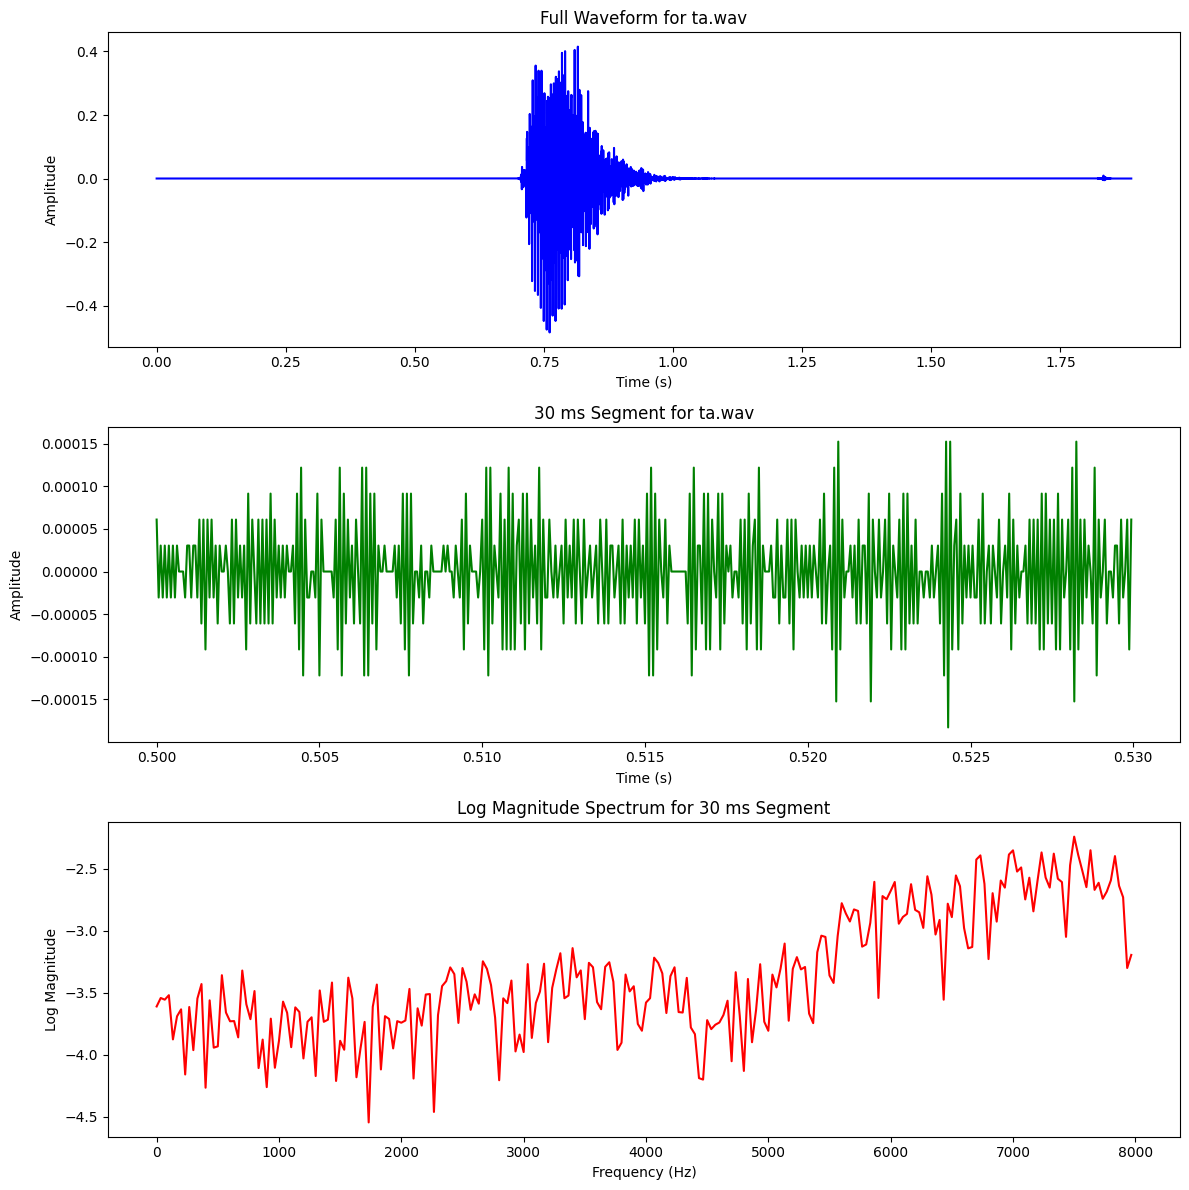 Full Waveform for ta.wav
0.4
0.2
0.0
−0.2
−0.4
Amplitude
0.00 0.25 0.50 0.75 1.00 1.25 1.50 1.75
Time (s)
30 ms Segment for ta.wav
0.00015
0.00010
0.00005
0.00000
−0.00005
−0.00010
−0.00015
Amplitude
0.500 0.505 0.510 0.515 0.520 0.525 0.530
Time (s)
Log Magnitude Spectrum for 30 ms Segment
−2.5
−3.0
−3.5
−4.0
−4.5
Log Magnitude
0 1000 2000 3000 4000 5000 6000 7000 8000
Frequency (Hz)